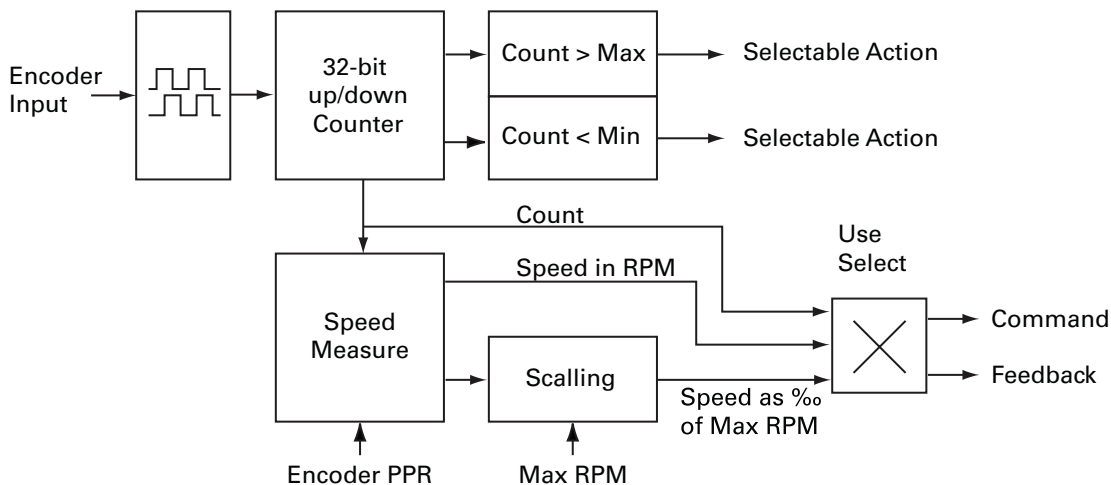 Encoder
Input
32-bit
up/down
Counter
Count > Max
Selectable Action
Count < Min
Selectable Action
Count
Use
Select
Speed in RPM
Speed
Measure
Scalling
Speed as ‰
of Max RPM
Command
Feedback
Encoder PPR
Max RPM